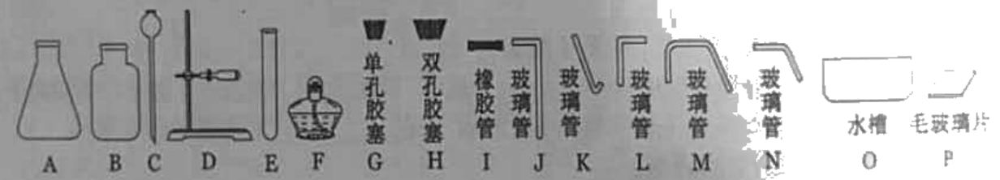 单孔胶塞
双孔胶塞
橡胶管
玻璃管
玻璃管
玻璃管
玻璃管
玻璃管
水槽
毛玻璃片
A B C D E F G H I J K L M N O P